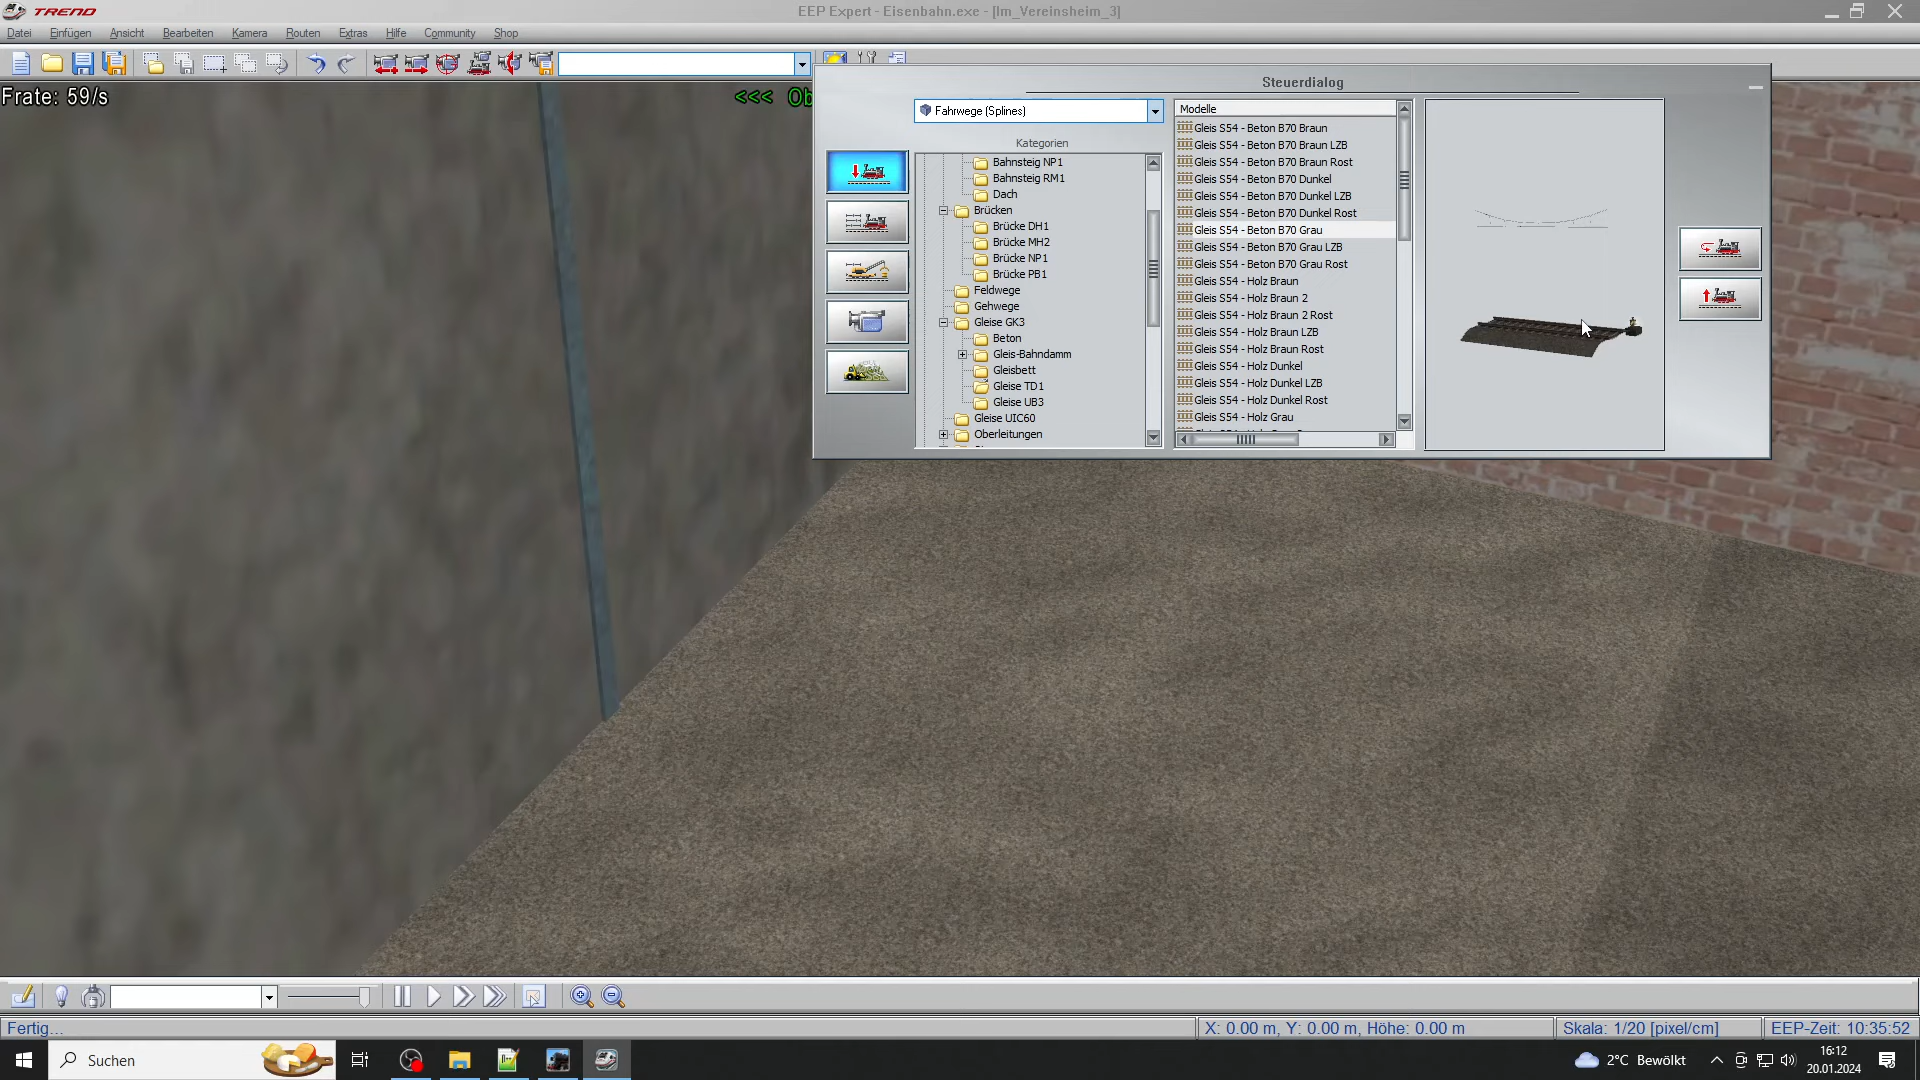 TREND
EEP Expert - Eisenbahn.exe - [Im_Vereinsheim_3]
Datei Einfügen Ansicht Bearbeiten Kamera Routen Extras Hilfe Community Shop
Frate: 59/s
<<< Ob
Steuerdialog
Fahrwege (Splines)
Kategorien
Bahnsteig NP1
Bahnsteig RM1
Dach
Brücken
Brücke DH1
Brücke MH2
Brücke NP1
Brücke PB1
Feldwege
Gehwege
Gleise GK3
Beton
Gleis-Bahndamm
Gleisbett
Gleise TD1
Gleise UB3
Gleise UIC60
Oberleitungen
Modelle
Gleis S54 - Beton B70 Braun
Gleis S54 - Beton B70 Braun LZB
Gleis S54 - Beton B70 Braun Rost
Gleis S54 - Beton B70 Dunkel
Gleis S54 - Beton B70 Dunkel LZB
Gleis S54 - Beton B70 Dunkel Rost
Gleis S54 - Beton B70 Grau
Gleis S54 - Beton B70 Grau LZB
Gleis S54 - Beton B70 Grau Rost
Gleis S54 - Holz Braun
Gleis S54 - Holz Braun 2
Gleis S54 - Holz Braun 2 Rost
Gleis S54 - Holz Braun LZB
Gleis S54 - Holz Braun Rost
Gleis S54 - Holz Dunkel
Gleis S54 - Holz Dunkel LZB
Gleis S54 - Holz Dunkel Rost
Gleis S54 - Holz Grau
Fertig...
X: 0.00 m, Y: 0.00 m, Höhe: 0.00 m
Skala: 1/20 [pixel/cm]
EEP-Zeit: 10:35:52
Suchen
2°C Bewölkt
16:12
20.01.2024